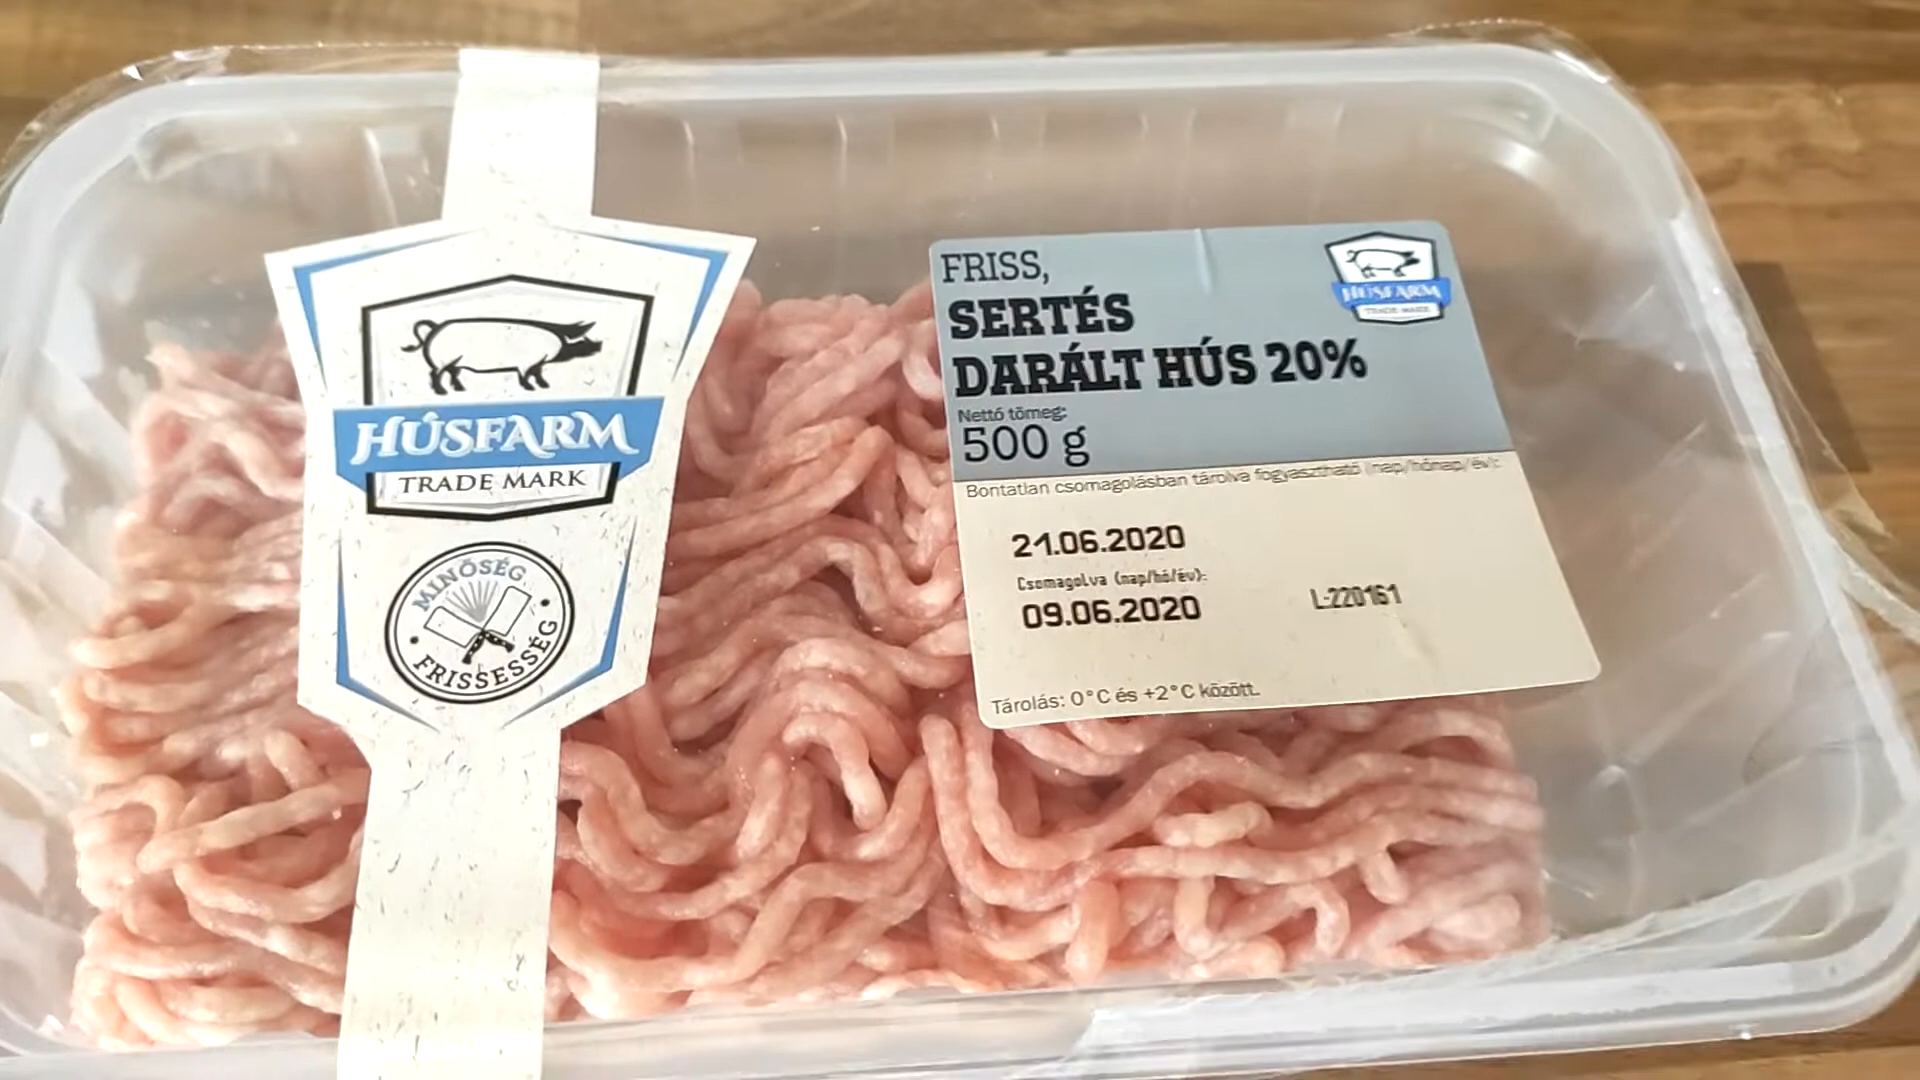 HÚSFARM
TRADE MARK
MINŐSÉG
FRISSESSÉG
FRISS,
SERTÉS
DARÁLT HÚS 20%
Nettó tömeg:
500 g
HÚSFARM
TRADE MARK
Bontatlan csomagolásban tárolva fogyasztható (nap/hónap/év):
21.06.2020
Csomagolva (nap/hó/év):
09.06.2020
L:220161
Tárolás: 0°C és +2°C között.